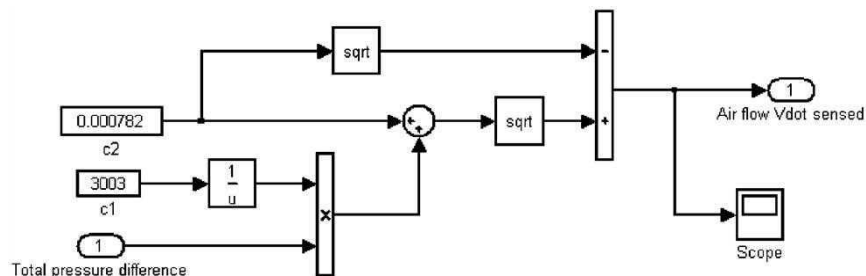 sqrt
-
1
Air flow Vdot sensed
0.000782
c2
+
+
sqrt
+
3003
c1
1
u
x
1
Total pressure difference
Scope